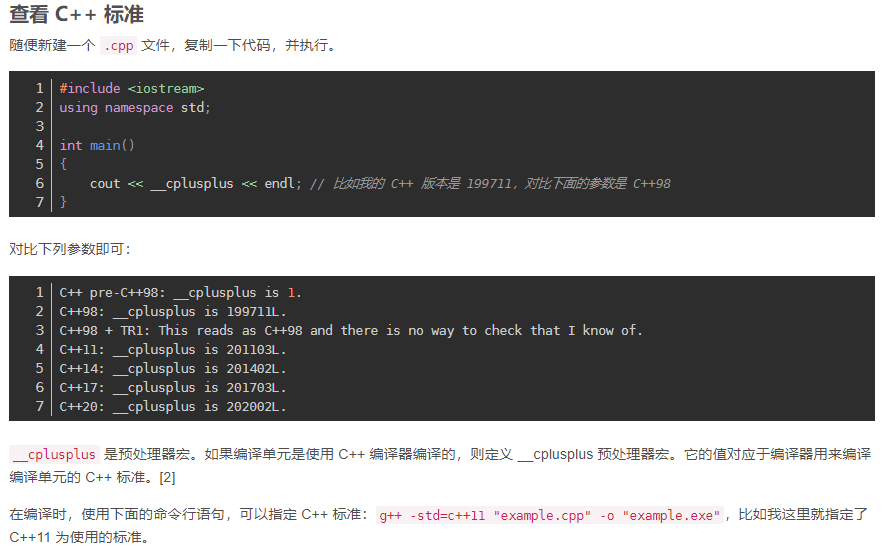 查看 C++ 标准
随便新建一个 .cpp 文件，复制一下代码，并执行。
1 #include <iostream>
2 using namespace std;
3
4 int main()
5 {
6     cout << __cplusplus << endl; // 比如我的 C++ 版本是 199711，对比下面的参数是 C++98
7 }
对比下列参数即可：
1 C++ pre-C++98: __cplusplus is 1.
2 C++98: __cplusplus is 199711L.
3 C++98 + TR1: This reads as C++98 and there is no way to check that I know of.
4 C++11: __cplusplus is 201103L.
5 C++14: __cplusplus is 201402L.
6 C++17: __cplusplus is 201703L.
7 C++20: __cplusplus is 202002L.
__cplusplus 是预处理器宏。如果编译单元是使用 C++ 编译器编译的，则定义 __cplusplus 预处理器宏。它的值对应于编译器用来编译
编译单元的 C++ 标准。[2]
在编译时，使用下面的命令行语句，可以指定 C++ 标准：g++ -std=c++11 "example.cpp" -o "example.exe"，比如我这里就指定了
C++11 为使用的标准。